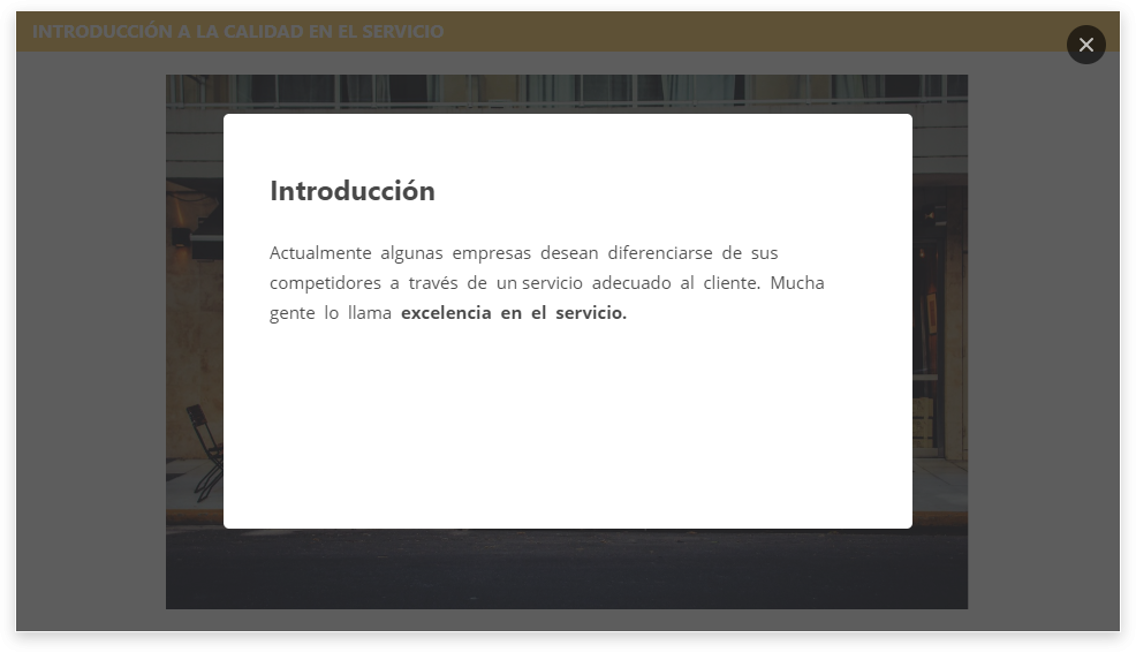 INTRODUCCIÓN A LA CALIDAD EN EL SERVICIO
Introducción
Actualmente algunas empresas desean diferenciarse de sus
competidores a través de un servicio adecuado al cliente. Mucha
gente lo llama excelencia en el servicio.